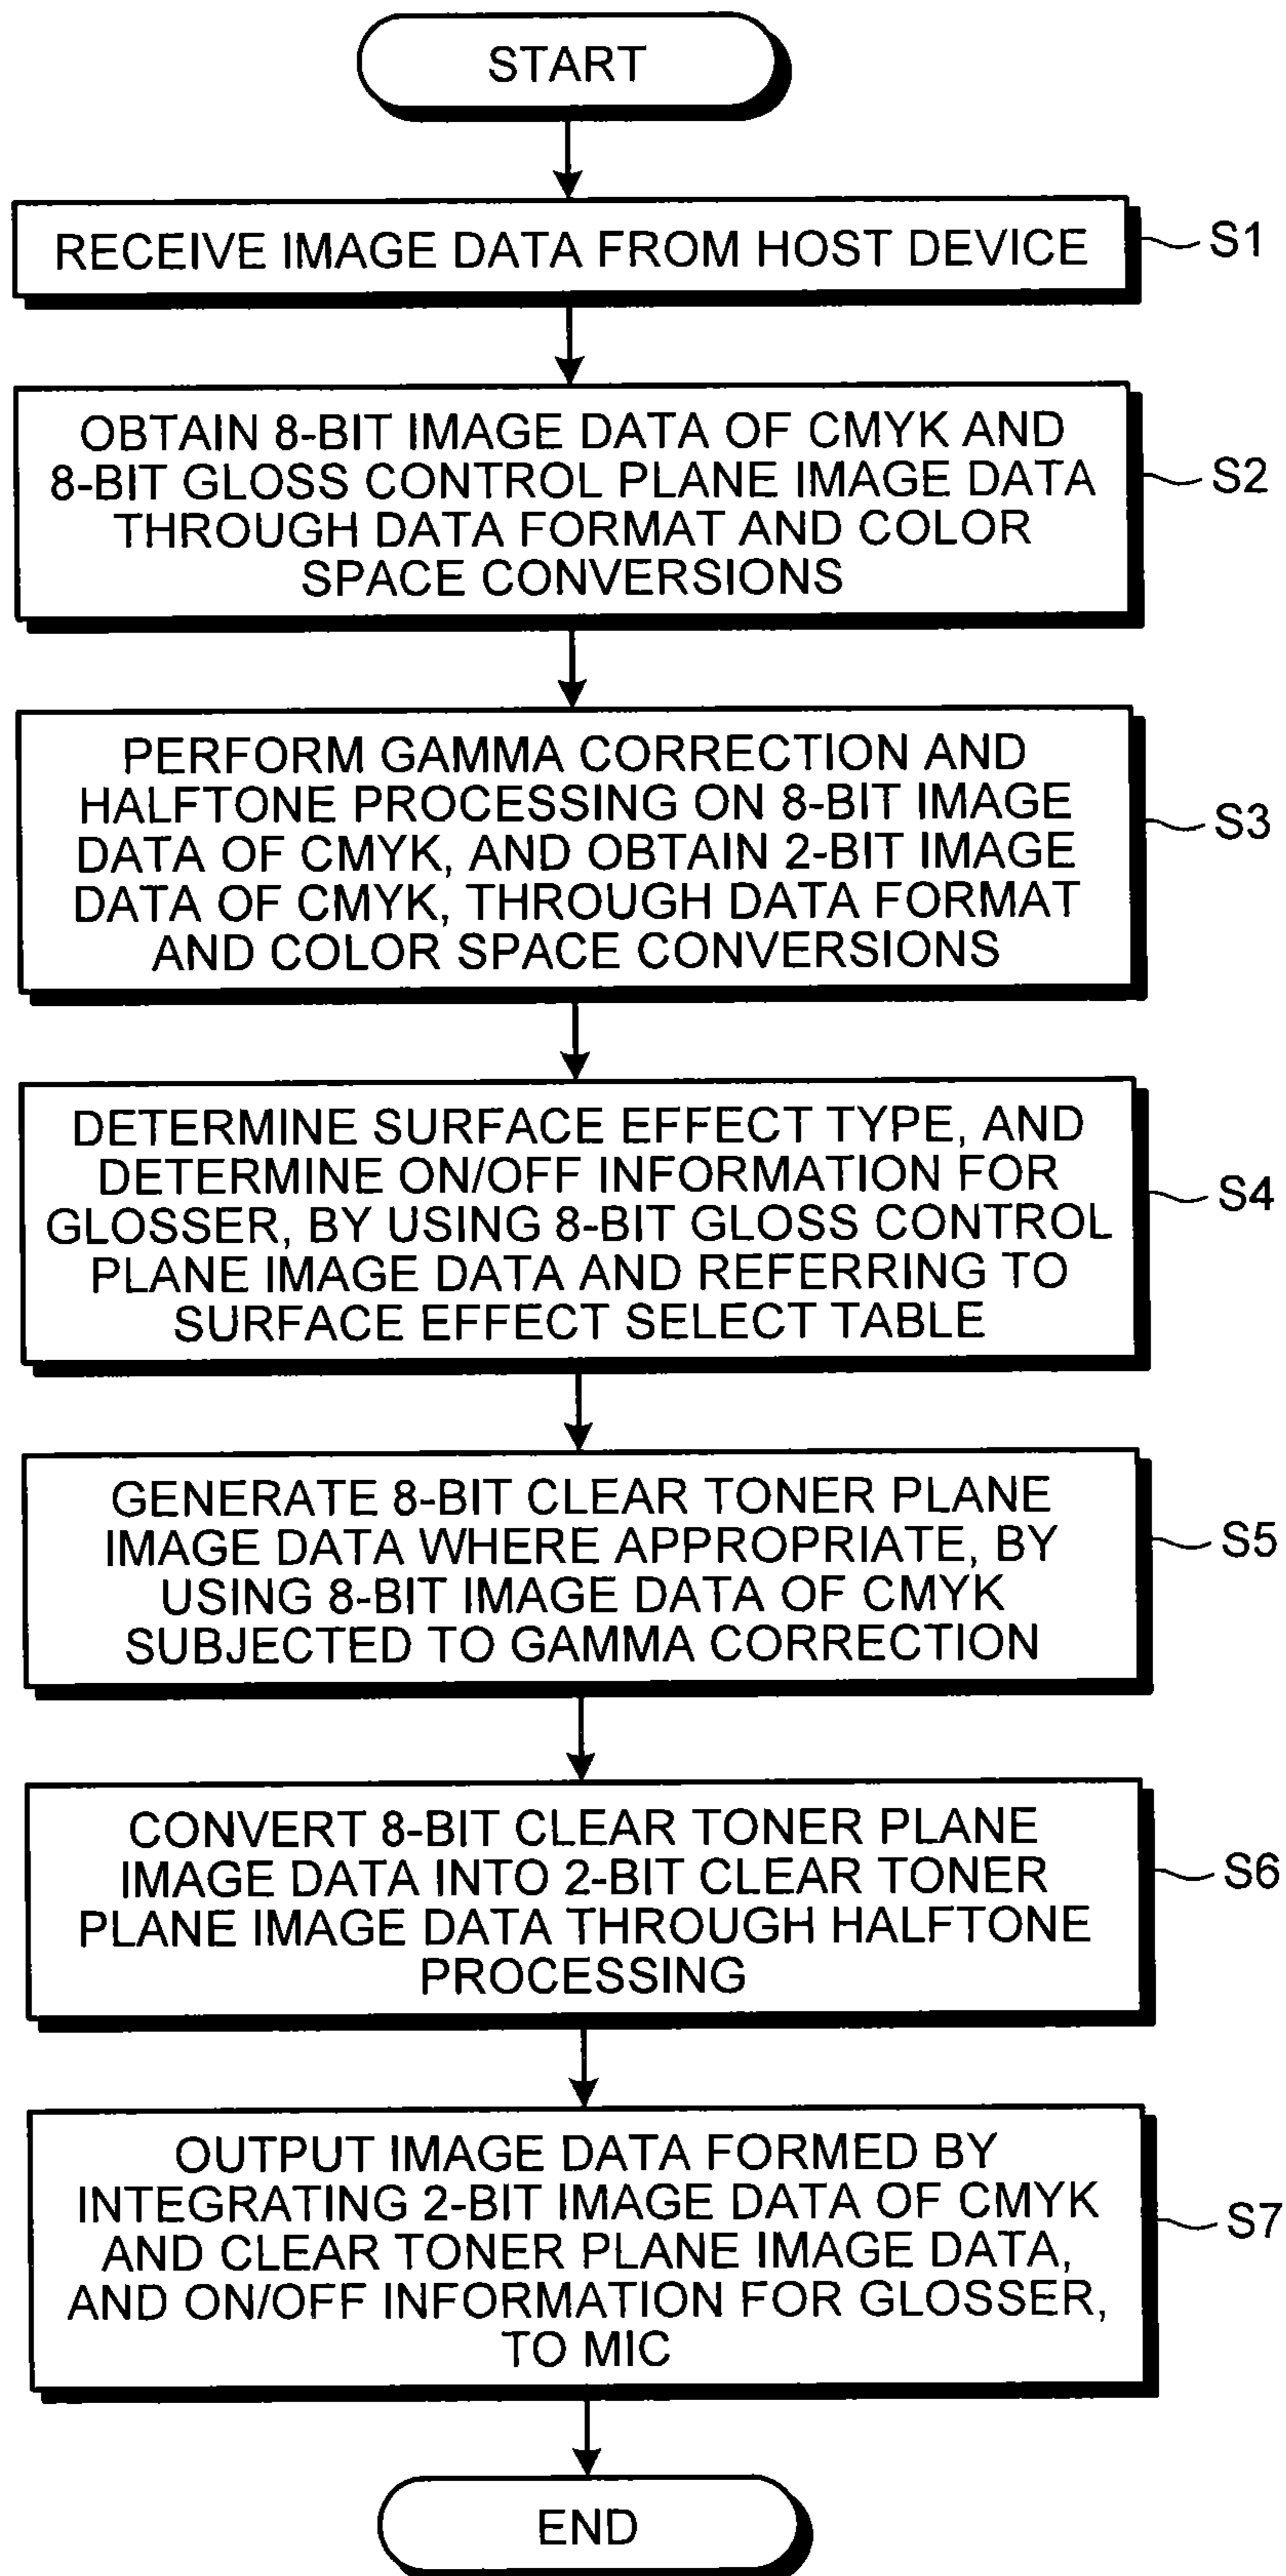 START
RECEIVE IMAGE DATA FROM HOST DEVICE
S1
OBTAIN 8-BIT IMAGE DATA OF CMYK AND
8-BIT GLOSS CONTROL PLANE IMAGE DATA
THROUGH DATA FORMAT AND COLOR
SPACE CONVERSIONS
S2
PERFORM GAMMA CORRECTION AND
HALFTONE PROCESSING ON 8-BIT IMAGE
DATA OF CMYK, AND OBTAIN 2-BIT IMAGE
DATA OF CMYK, THROUGH DATA FORMAT
AND COLOR SPACE CONVERSIONS
S3
DETERMINE SURFACE EFFECT TYPE, AND
DETERMINE ON/OFF INFORMATION FOR
GLOSSER, BY USING 8-BIT GLOSS CONTROL
PLANE IMAGE DATA AND REFERRING TO
SURFACE EFFECT SELECT TABLE
S4
GENERATE 8-BIT CLEAR TONER PLANE
IMAGE DATA WHERE APPROPRIATE, BY
USING 8-BIT IMAGE DATA OF CMYK
SUBJECTED TO GAMMA CORRECTION
S5
CONVERT 8-BIT CLEAR TONER PLANE
IMAGE DATA INTO 2-BIT CLEAR TONER
PLANE IMAGE DATA THROUGH HALFTONE
PROCESSING
S6
OUTPUT IMAGE DATA FORMED BY
INTEGRATING 2-BIT IMAGE DATA OF CMYK
AND CLEAR TONER PLANE IMAGE DATA,
AND ON/OFF INFORMATION FOR GLOSSER,
TO MIC
S7
END